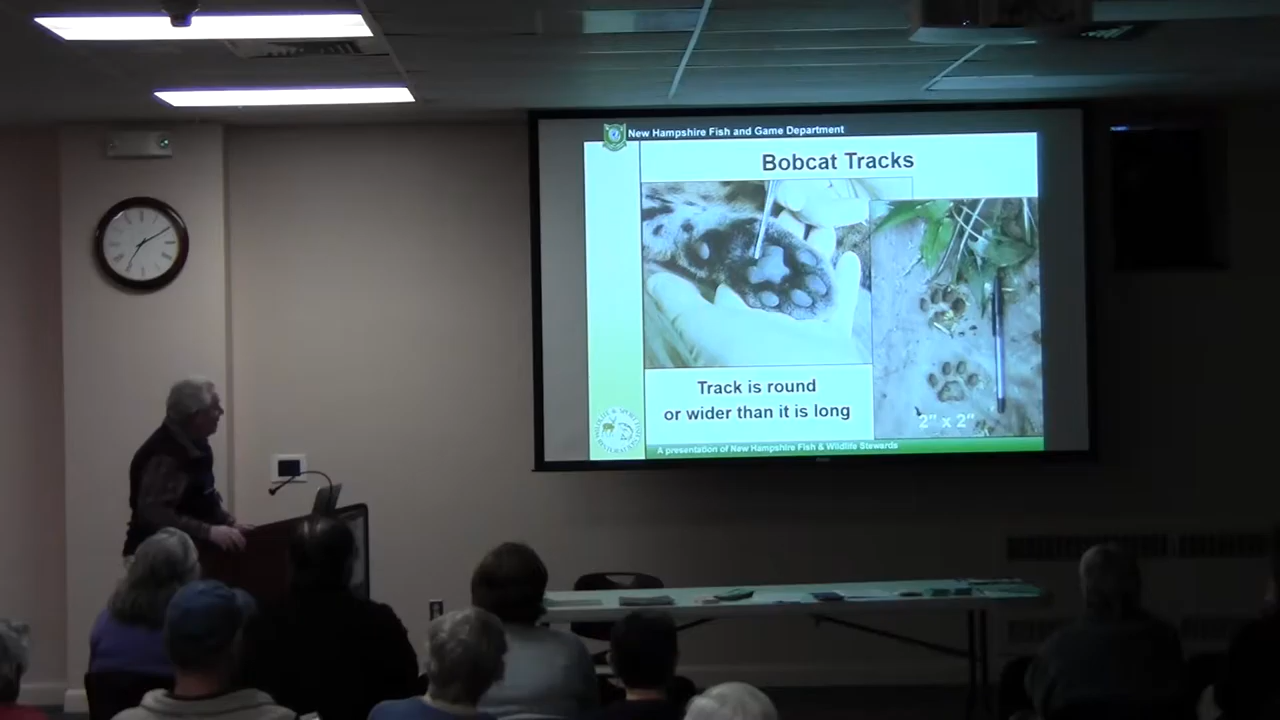 New Hampshire Fish and Game Department
Bobcat Tracks
Track is round
or wider than it is long
2" x 2"
A presentation of New Hampshire Fish & Wildlife Stewards